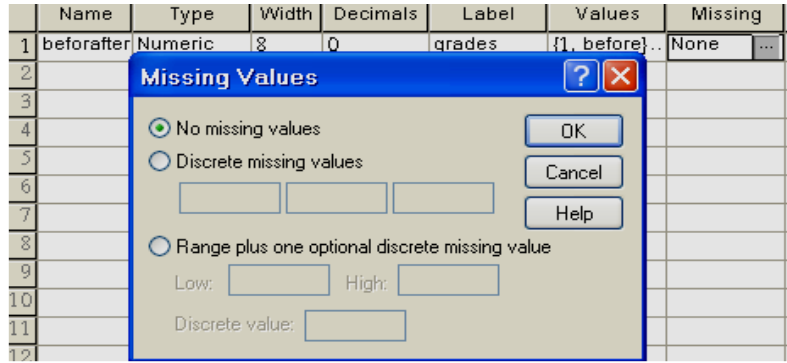 Name Type Width Decimals Label Values Missing
1 beforafter Numeric 8 0 grades {1, before}.. None ...
2
Missing Values ?
3
4
No missing values OK
5
Discrete missing values Cancel
6
7
Help
8
Range plus one optional discrete missing value
9
Low: High:
10
11
Discrete value:
12